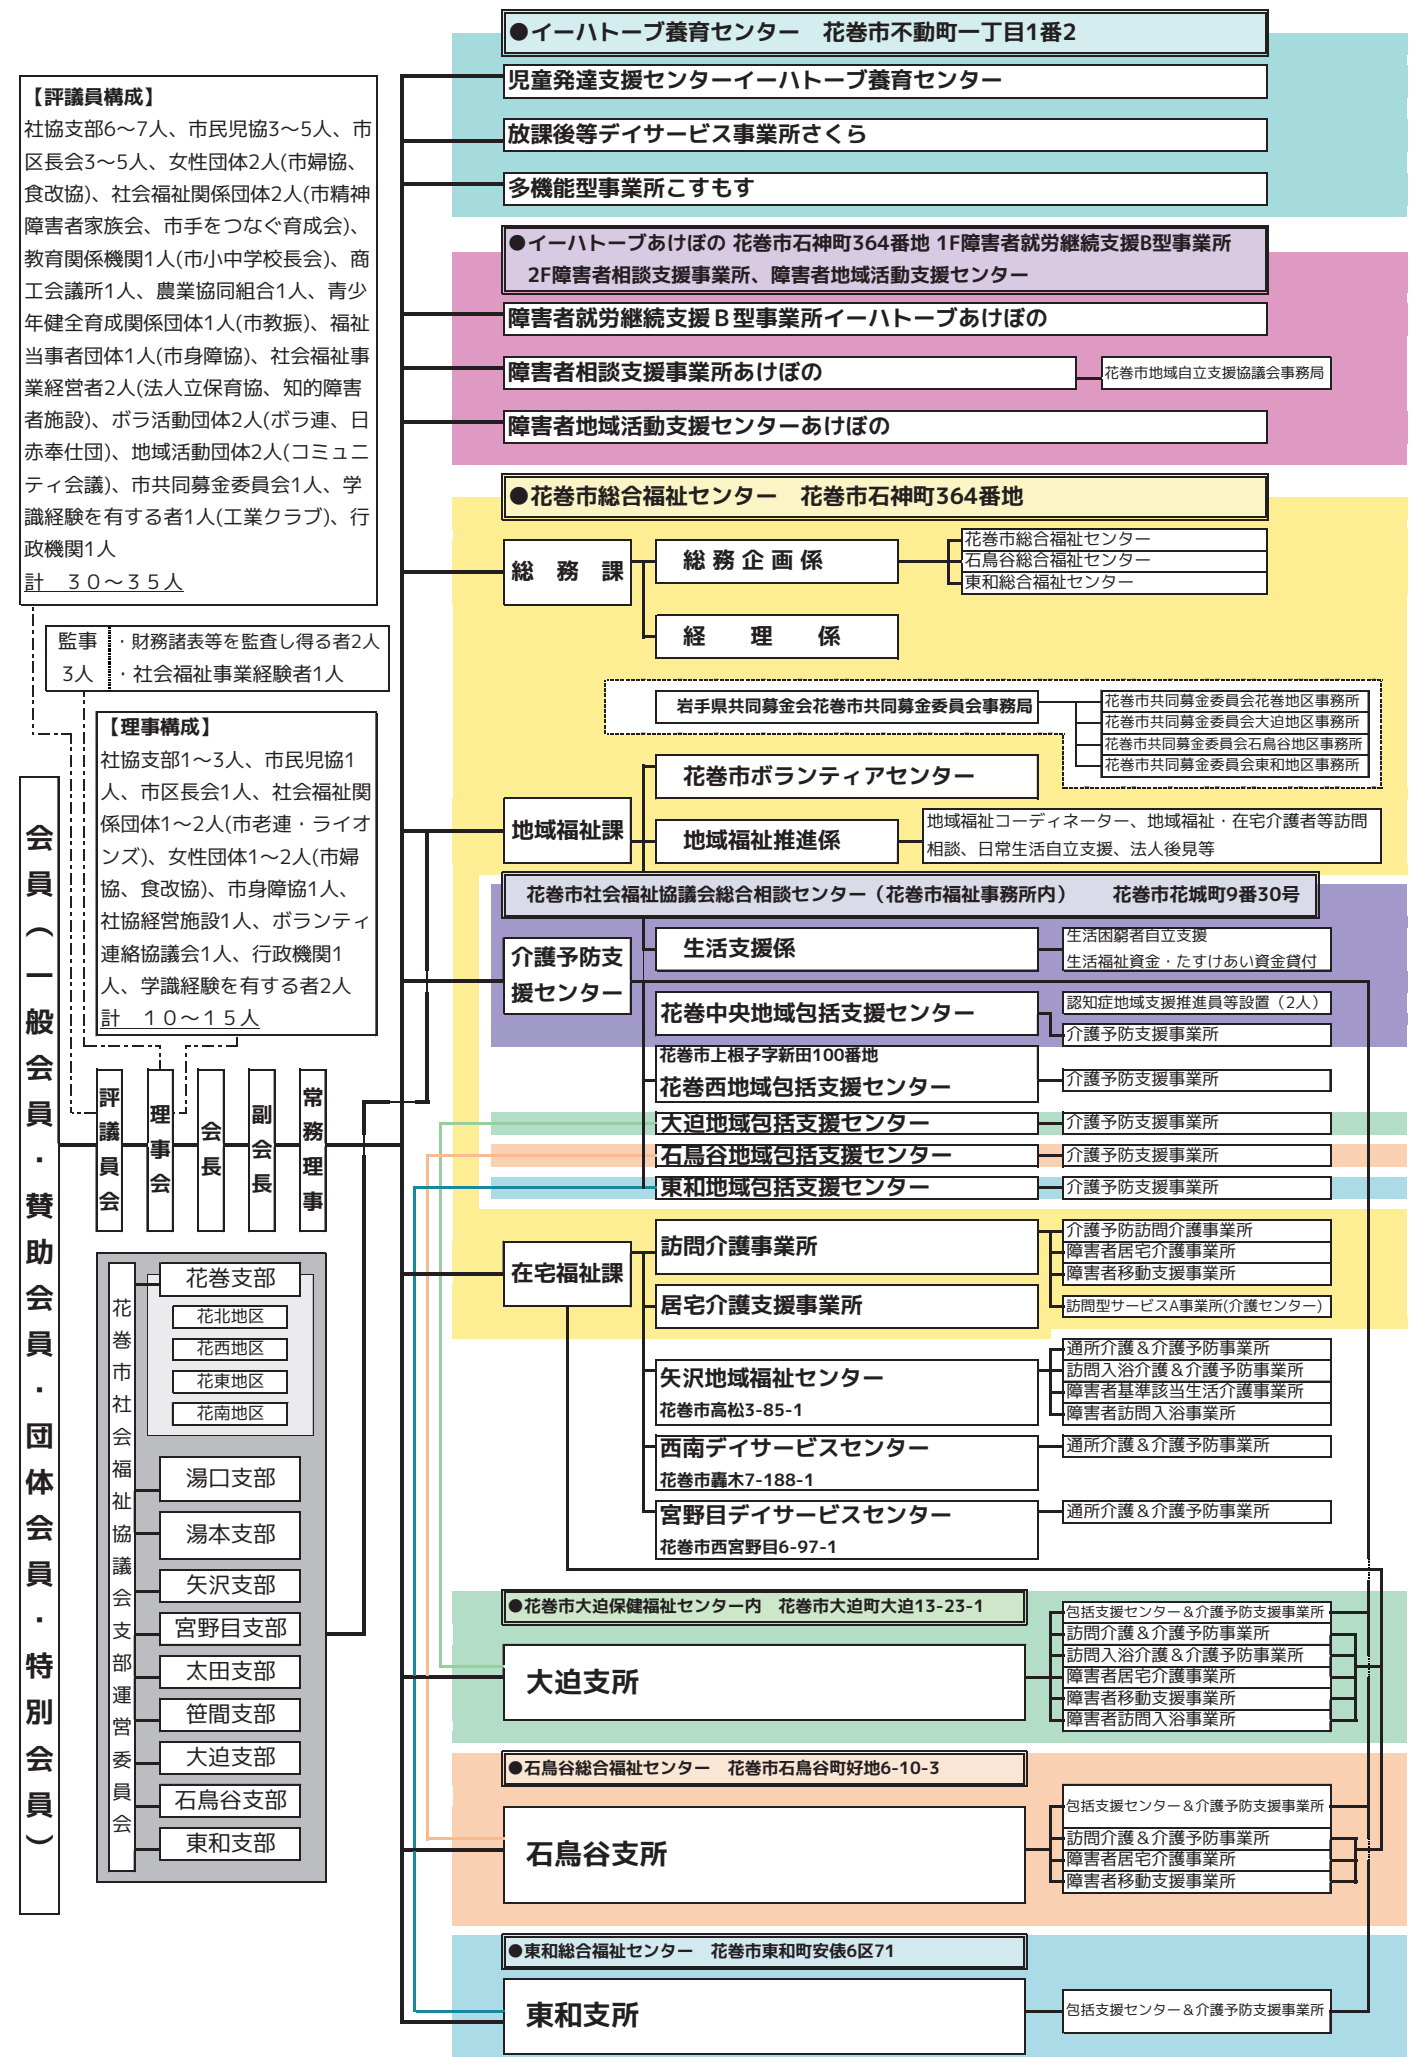 【評議員構成】
社協支部6～7人、市民児協3～5人、市
区長会3～5人、女性団体2人(市婦協、
食改協)、社会福祉関係団体2人(市精神
障害者家族会、市手をつなぐ育成会)、
教育関係機関1人(市小中学校長会)、商
工会議所1人、農業協同組合1人、青少
年健全育成関係団体1人(市教振)、福祉
当事者団体1人(市身障協)、社会福祉事
業経営者2人(法人立保育協、知的障害
者施設)、ボラ活動団体2人(ボラ連、日
赤奉仕団)、地域活動団体2人(コミュニ
ティ会議)、市共同募金委員会1人、学
識経験を有する者1人(工業クラブ)、行
政機関1人
計　３０～３５人
監事
3人
・財務諸表等を監査し得る者2人
・社会福祉事業経験者1人
【理事構成】
社協支部1～3人、市民児協1
人、市区長会1人、社会福祉関
係団体1～2人(市老連・ライオ
ンズ)、女性団体1～2人(市婦
協、食改協)、市身障協1人、
社協経営施設1人、ボランティ
連絡協議会1人、行政機関1
人、学識経験を有する者2人
計　１０～１５人
会員（一般会員・賛助会員・団体会員・特別会員）
評議員会
理事会
会長
副会長
常務理事
花巻市社会福祉協議会支部運営委員会
花巻支部
花北地区
花西地区
花東地区
花南地区
湯口支部
湯本支部
矢沢支部
宮野目支部
太田支部
笹間支部
大迫支部
石鳥谷支部
東和支部
●イーハトーブ養育センター　花巻市不動町一丁目1番2
児童発達支援センターイーハトーブ養育センター
放課後等デイサービス事業所さくら
多機能型事業所こすもす
●イーハトーブあけぼの 花巻市石神町364番地 1F障害者就労継続支援B型事業所
2F障害者相談支援事業所、障害者地域活動支援センター
障害者就労継続支援Ｂ型事業所イーハトーブあけぼの
障害者相談支援事業所あけぼの
花巻市地域自立支援協議会事務局
障害者地域活動支援センターあけぼの
●花巻市総合福祉センター　花巻市石神町364番地
総　務　課
総 務 企 画 係
花巻市総合福祉センター
石鳥谷総合福祉センター
東和総合福祉センター
経　理　係
岩手県共同募金会花巻市共同募金委員会事務局
花巻市共同募金委員会花巻地区事務所
花巻市共同募金委員会大迫地区事務所
花巻市共同募金委員会石鳥谷地区事務所
花巻市共同募金委員会東和地区事務所
花巻市ボランティアセンター
地域福祉課
地域福祉推進係
地域福祉コーディネーター、地域福祉・在宅介護者等訪問
相談、日常生活自立支援、法人後見等
花巻市社会福祉協議会総合相談センター（花巻市福祉事務所内）　花巻市花城町9番30号
介護予防支
援センター
生活支援係
生活困窮者自立支援
生活福祉資金・たすけあい資金貸付
花巻中央地域包括支援センター
認知症地域支援推進員等設置（2人）
介護予防支援事業所
花巻市上根子字新田100番地
花巻西地域包括支援センター
介護予防支援事業所
大迫地域包括支援センター
介護予防支援事業所
石鳥谷地域包括支援センター
介護予防支援事業所
東和地域包括支援センター
介護予防支援事業所
在宅福祉課
訪問介護事業所
介護予防訪問介護事業所
障害者居宅介護事業所
障害者移動支援事業所
訪問型サービスA事業所(介護センター)
居宅介護支援事業所
矢沢地域福祉センター
花巻市高松3-85-1
通所介護＆介護予防事業所
訪問入浴介護＆介護予防事業所
障害者基準該当生活介護事業所
障害者訪問入浴事業所
西南デイサービスセンター
花巻市轟木7-188-1
通所介護＆介護予防事業所
宮野目デイサービスセンター
花巻市西宮野目6-97-1
通所介護＆介護予防事業所
●花巻市大迫保健福祉センター内　花巻市大迫町大迫13-23-1
大迫支所
包括支援センター＆介護予防支援事業所
訪問介護＆介護予防事業所
訪問入浴介護＆介護予防事業所
障害者居宅介護事業所
障害者移動支援事業所
障害者訪問入浴事業所
●石鳥谷総合福祉センター　花巻市石鳥谷町好地6-10-3
石鳥谷支所
包括支援センター＆介護予防支援事業所
訪問介護＆介護予防事業所
障害者居宅介護事業所
障害者移動支援事業所
●東和総合福祉センター　花巻市東和町安俵6区71
東和支所
包括支援センター＆介護予防支援事業所